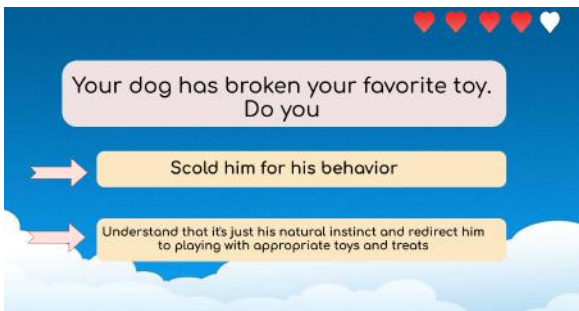 Your dog has broken your favorite toy.
Do you
Scold him for his behavior
Understand that it's just his natural instinct and redirect him
to playing with appropriate toys and treats